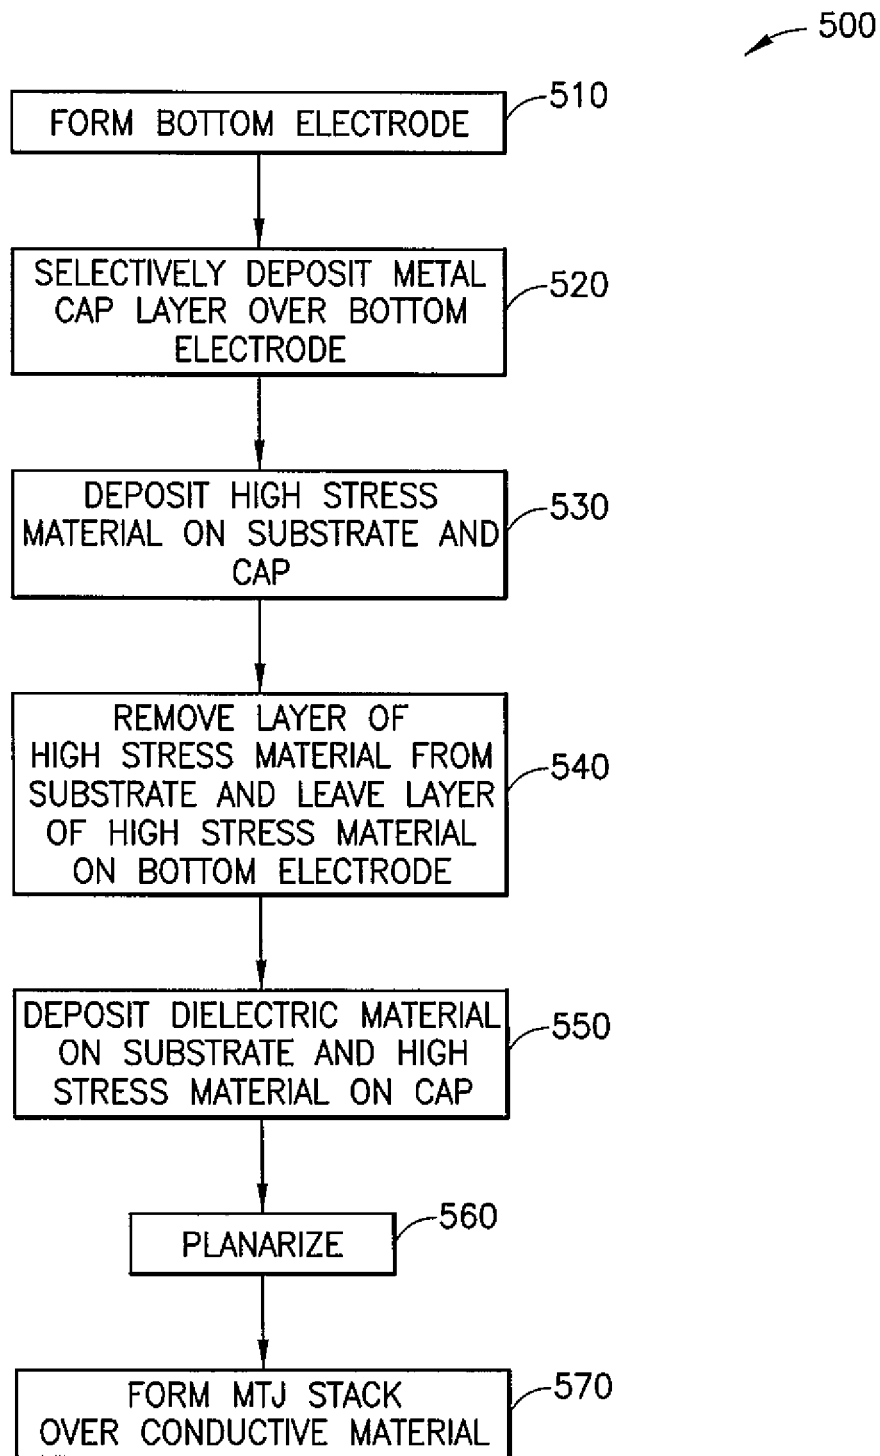 500
FORM BOTTOM ELECTRODE
510
SELECTIVELY DEPOSIT METAL
CAP LAYER OVER BOTTOM
ELECTRODE
520
DEPOSIT HIGH STRESS
MATERIAL ON SUBSTRATE AND
CAP
530
REMOVE LAYER OF
HIGH STRESS MATERIAL FROM
SUBSTRATE AND LEAVE LAYER
OF HIGH STRESS MATERIAL
ON BOTTOM ELECTRODE
540
DEPOSIT DIELECTRIC MATERIAL
ON SUBSTRATE AND HIGH
STRESS MATERIAL ON CAP
550
PLANARIZE
560
FORM MTJ STACK
OVER CONDUCTIVE MATERIAL
570